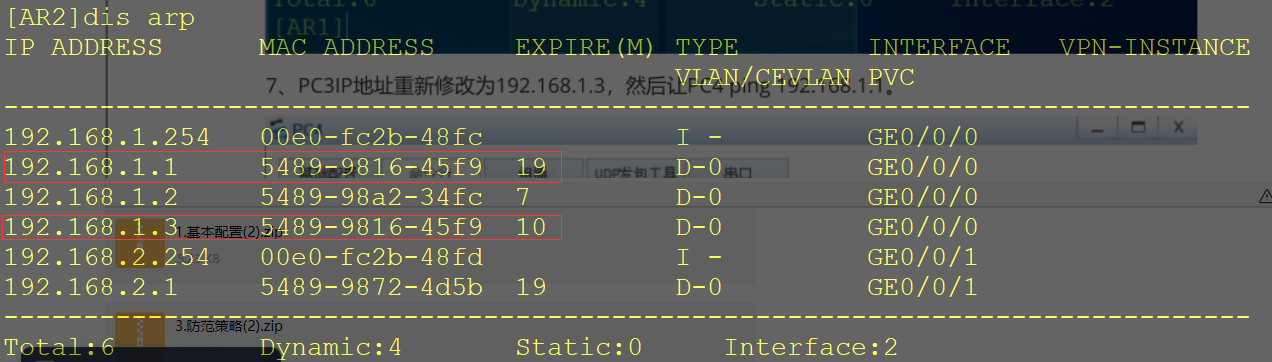 Total:6 Dynamic:4 Static:0 Interface:2
[AR1]
[AR2]dis arp
IP ADDRESS MAC ADDRESS EXPIRE(M) TYPE INTERFACE VPN-INSTANCE
VLAN/CEVLAN PVC
7、PC3IP地址重新修改为192.168.1.3，然后让PC4 ping 192.168.1.1。
192.168.1.254 00e0-fc2b-48fc I - GE0/0/0
PC4
192.168.1.1 5489-9816-45f9 19 D-0 GE0/0/0
UDP发包工具 串口
192.168.1.2 5489-98a2-34fc 7 D-0 GE0/0/0
192.168.1.3 5489-9816-45f9 10 D-0 GE0/0/0
1.基本配置(2).zip
192.168.2.254 00e0-fc2b-48fd I - GE0/0/1
192.168.2.1 5489-9872-4d5b 19 D-0 GE0/0/1
3.防范策略(2).zip
Total:6 Dynamic:4 Static:0 Interface:2